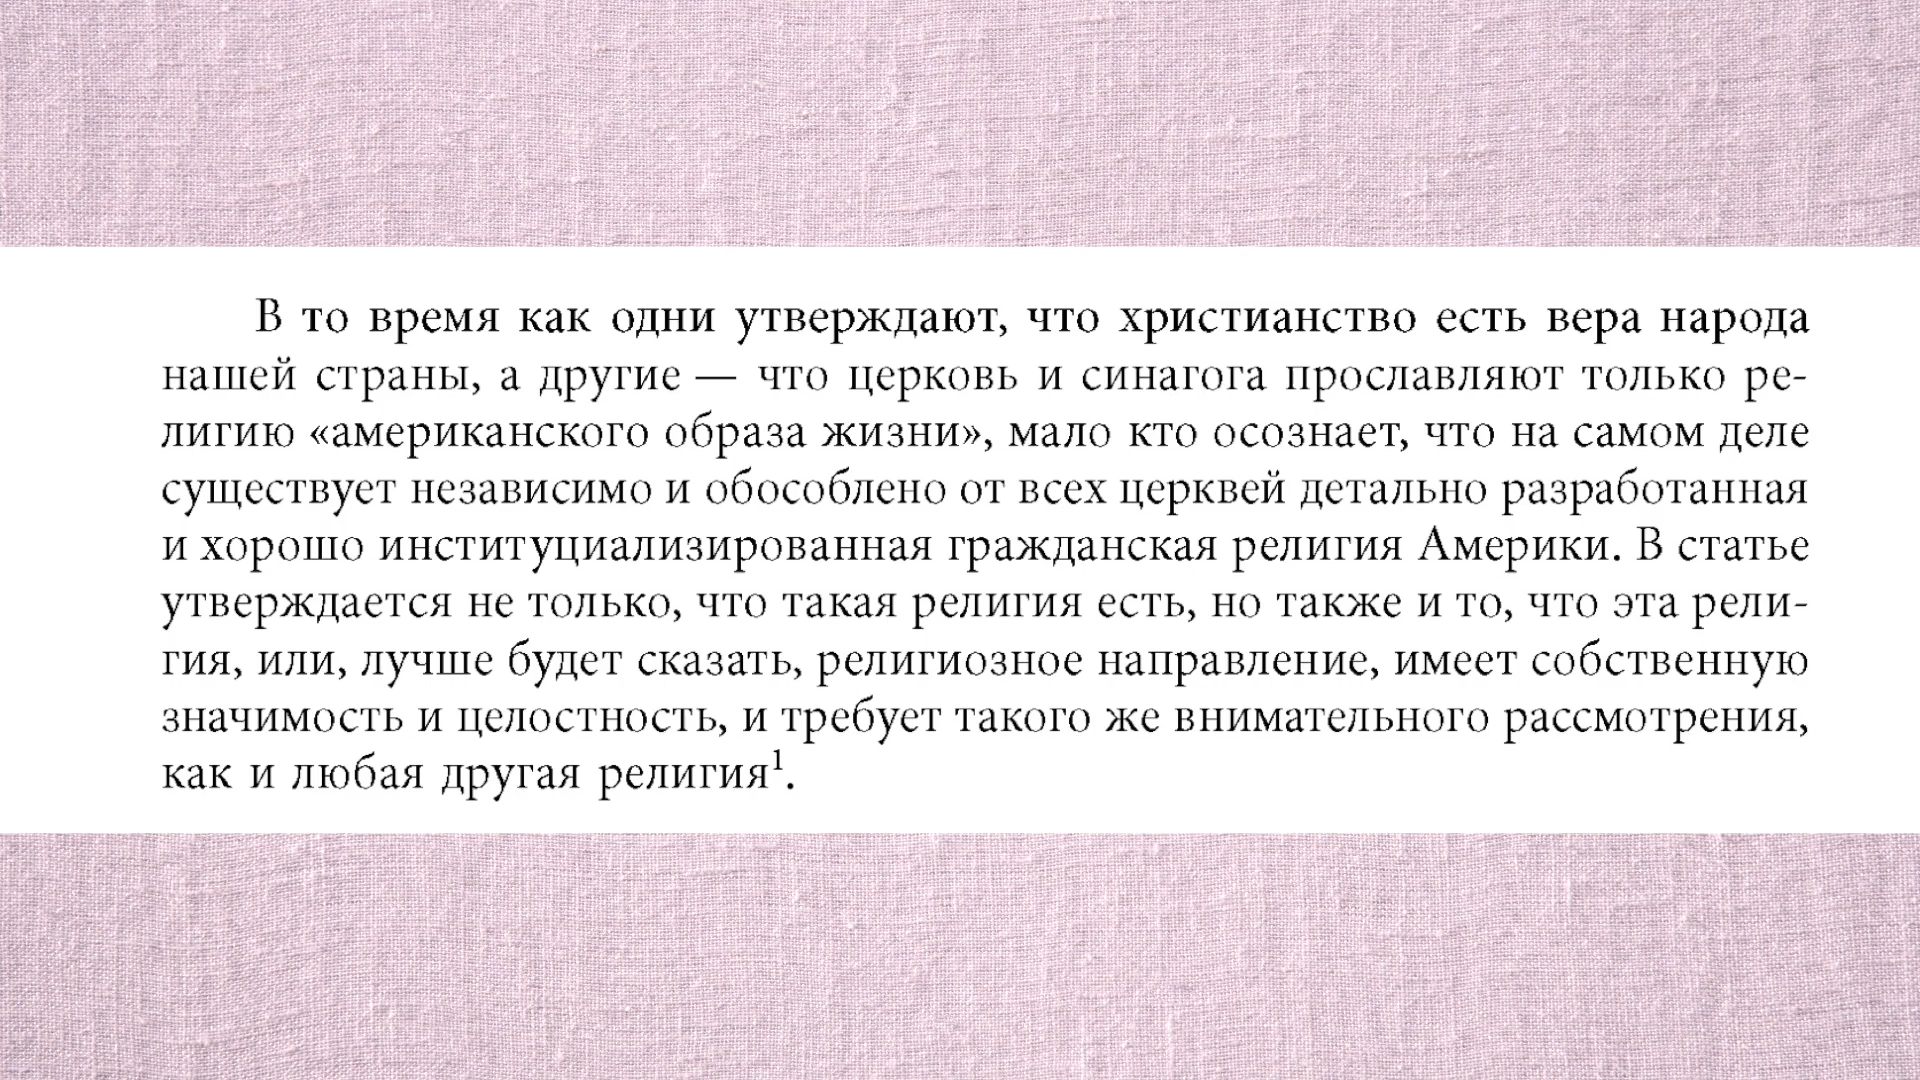 В то время как одни утверждают, что христианство есть вера народа
нашей страны, а другие — что церковь и синагога прославляют только ре-
лигию «американского образа жизни», мало кто осознает, что на самом деле
существует независимо и обособлено от всех церквей детально разработанная
и хорошо институциализированная гражданская религия Америки. В статье
утверждается не только, что такая религия есть, но также и то, что эта рели-
гия, или, лучше будет сказать, религиозное направление, имеет собственную
значимость и целостность, и требует такого же внимательного рассмотрения,
как и любая другая религия¹.